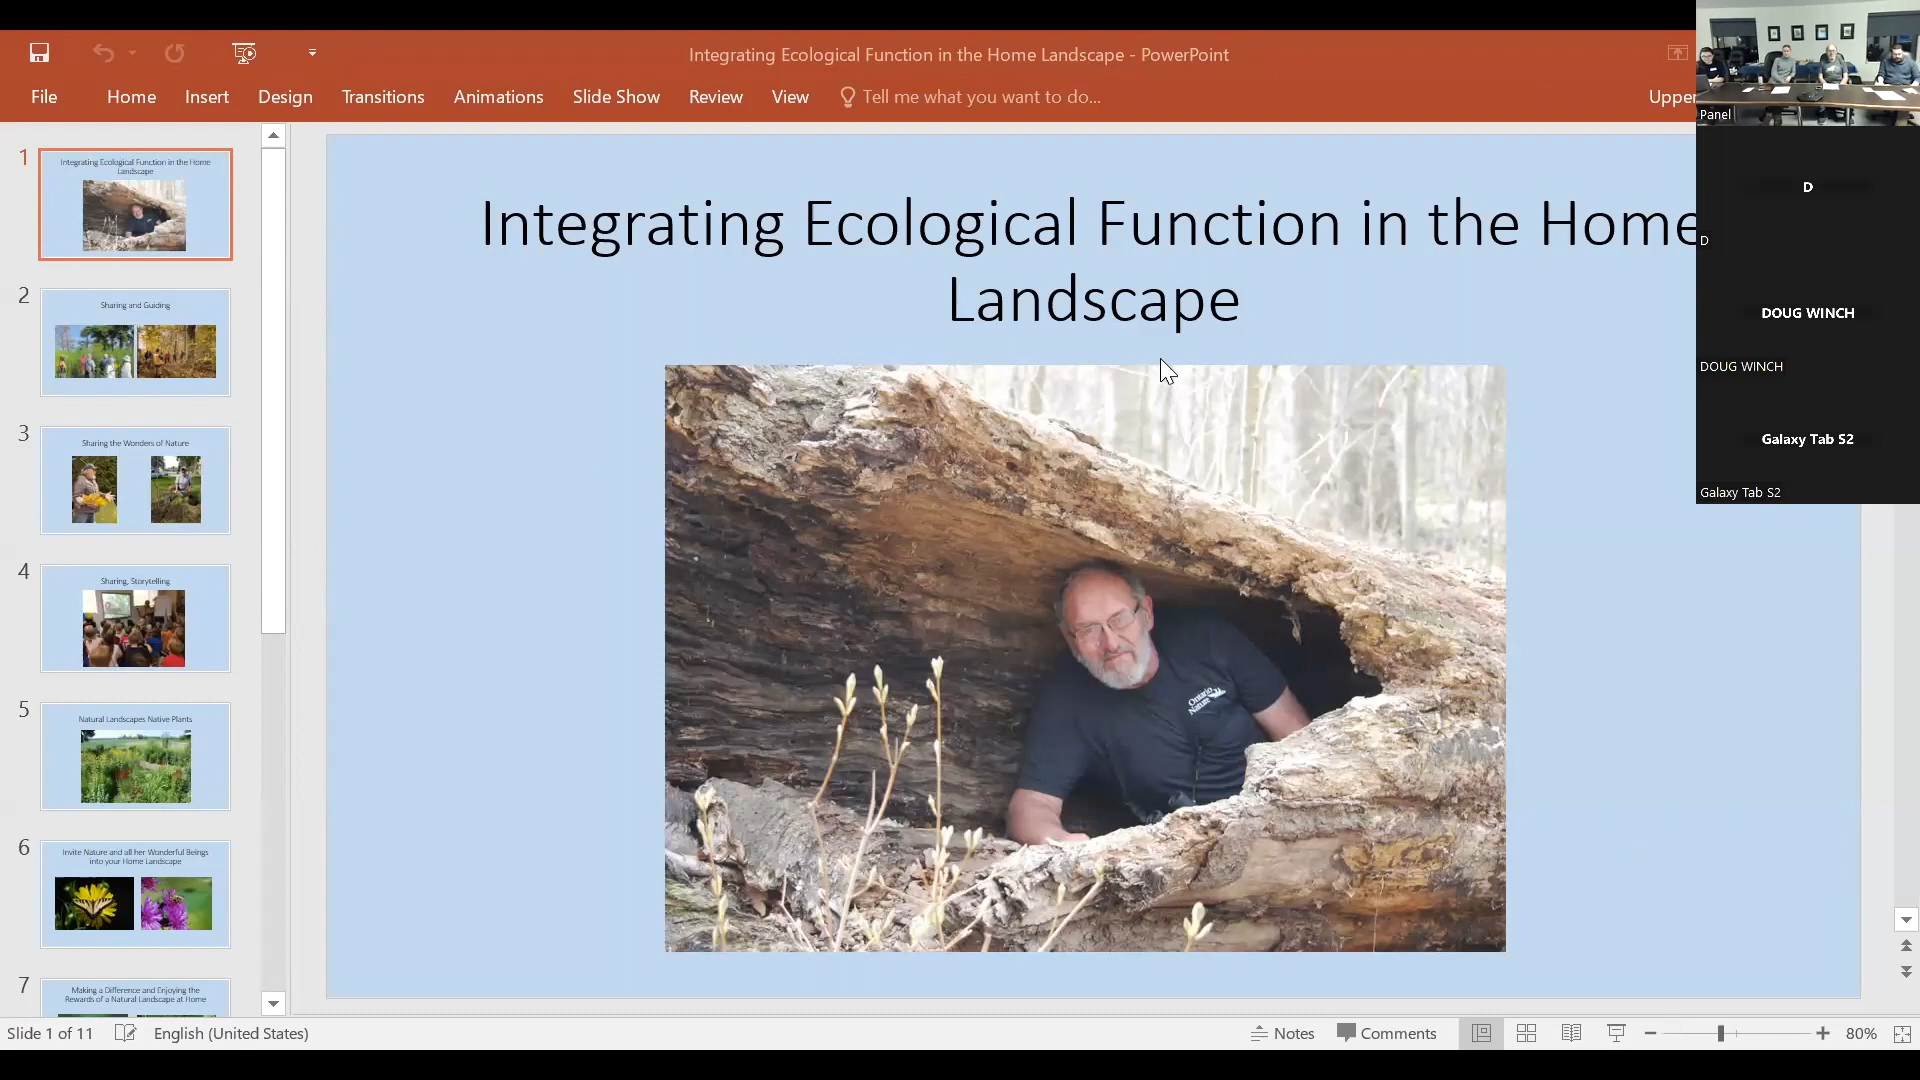 Integrating Ecological Function in the Home Landscape - PowerPoint
File Home Insert Design Transitions Animations Slide Show Review View Tell me what you want to do...
Upper
Panel
D
D
DOUG WINCH
DOUG WINCH
Galaxy Tab S2
Galaxy Tab S2
1
Integrating Ecological Function in the Home
Landscape
2
Sharing and Guiding
3
Sharing the Wonders of Nature
4
Sharing, Storytelling
5
Natural Landscapes Native Plants
6
Invite Nature and all her Wonderful Beings
into your Home Landscape
7
Making a Difference and Enjoying the
Rewards of a Natural Landscape at Home
Integrating Ecological Function in the Home
Landscape
Ontario
Nature
Slide 1 of 11 English (United States) Notes Comments 80%